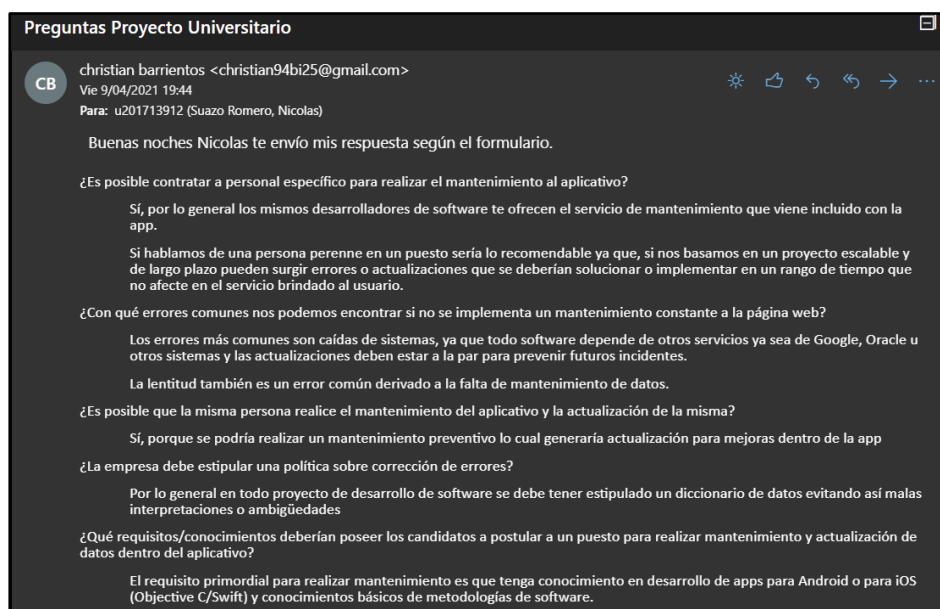 Preguntas Proyecto Universitario
CB
christian barrientos <christian94bi25@gmail.com>
Vie 9/04/2021 19:44
Para: u201713912 (Suazo Romero, Nicolas)
Buenas noches Nicolas te envío mis respuesta según el formulario.
¿Es posible contratar a personal específico para realizar el mantenimiento al aplicativo?
Sí, por lo general los mismos desarrolladores de software te ofrecen el servicio de mantenimiento que viene incluido con la
app.
Si hablamos de una persona perenne en un puesto sería lo recomendable ya que, si nos basamos en un proyecto escalable y
de largo plazo pueden surgir errores o actualizaciones que se deberían solucionar o implementar en un rango de tiempo que
no afecte en el servicio brindado al usuario.
¿Con qué errores comunes nos podemos encontrar si no se implementa un mantenimiento constante a la página web?
Los errores más comunes son caídas de sistemas, ya que todo software depende de otros servicios ya sea de Google, Oracle u
otros sistemas y las actualizaciones deben estar a la par para prevenir futuros incidentes.
La lentitud también es un error común derivado a la falta de mantenimiento de datos.
¿Es posible que la misma persona realice el mantenimiento del aplicativo y la actualización de la misma?
Sí, porque se podría realizar un mantenimiento preventivo lo cual generaría actualización para mejoras dentro de la app
¿La empresa debe estipular una política sobre corrección de errores?
Por lo general en todo proyecto de desarrollo de software se debe tener estipulado un diccionario de datos evitando así malas
interpretaciones o ambigüedades
¿Qué requisitos/conocimientos deberían poseer los candidatos a postular a un puesto para realizar mantenimiento y actualización de
datos dentro del aplicativo?
El requisito primordial para realizar mantenimiento es que tenga conocimiento en desarrollo de apps para Android o para iOS
(Objective C/Swift) y conocimientos básicos de metodologías de software.